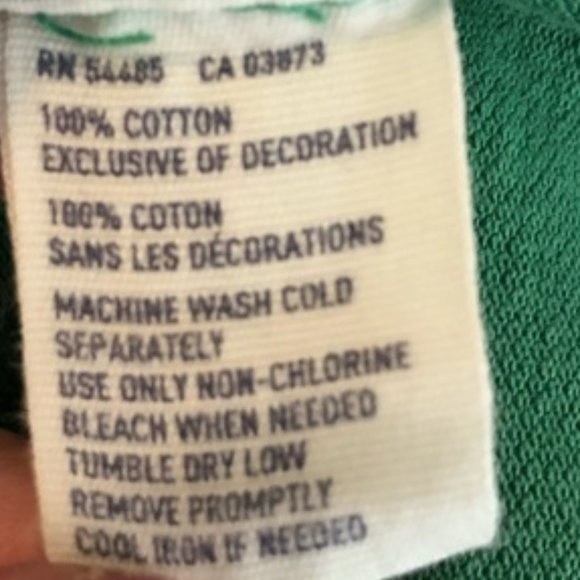 RN 54485 CA 03873
100% COTTON
EXCLUSIVE OF DECORATION
100% COTON
SANS LES DÉCORATIONS
MACHINE WASH COLD
SEPARATELY
USE ONLY NON-CHLORINE
BLEACH WHEN NEEDED
TUMBLE DRY LOW
REMOVE PROMPTLY
COOL IRON IF NEEDED